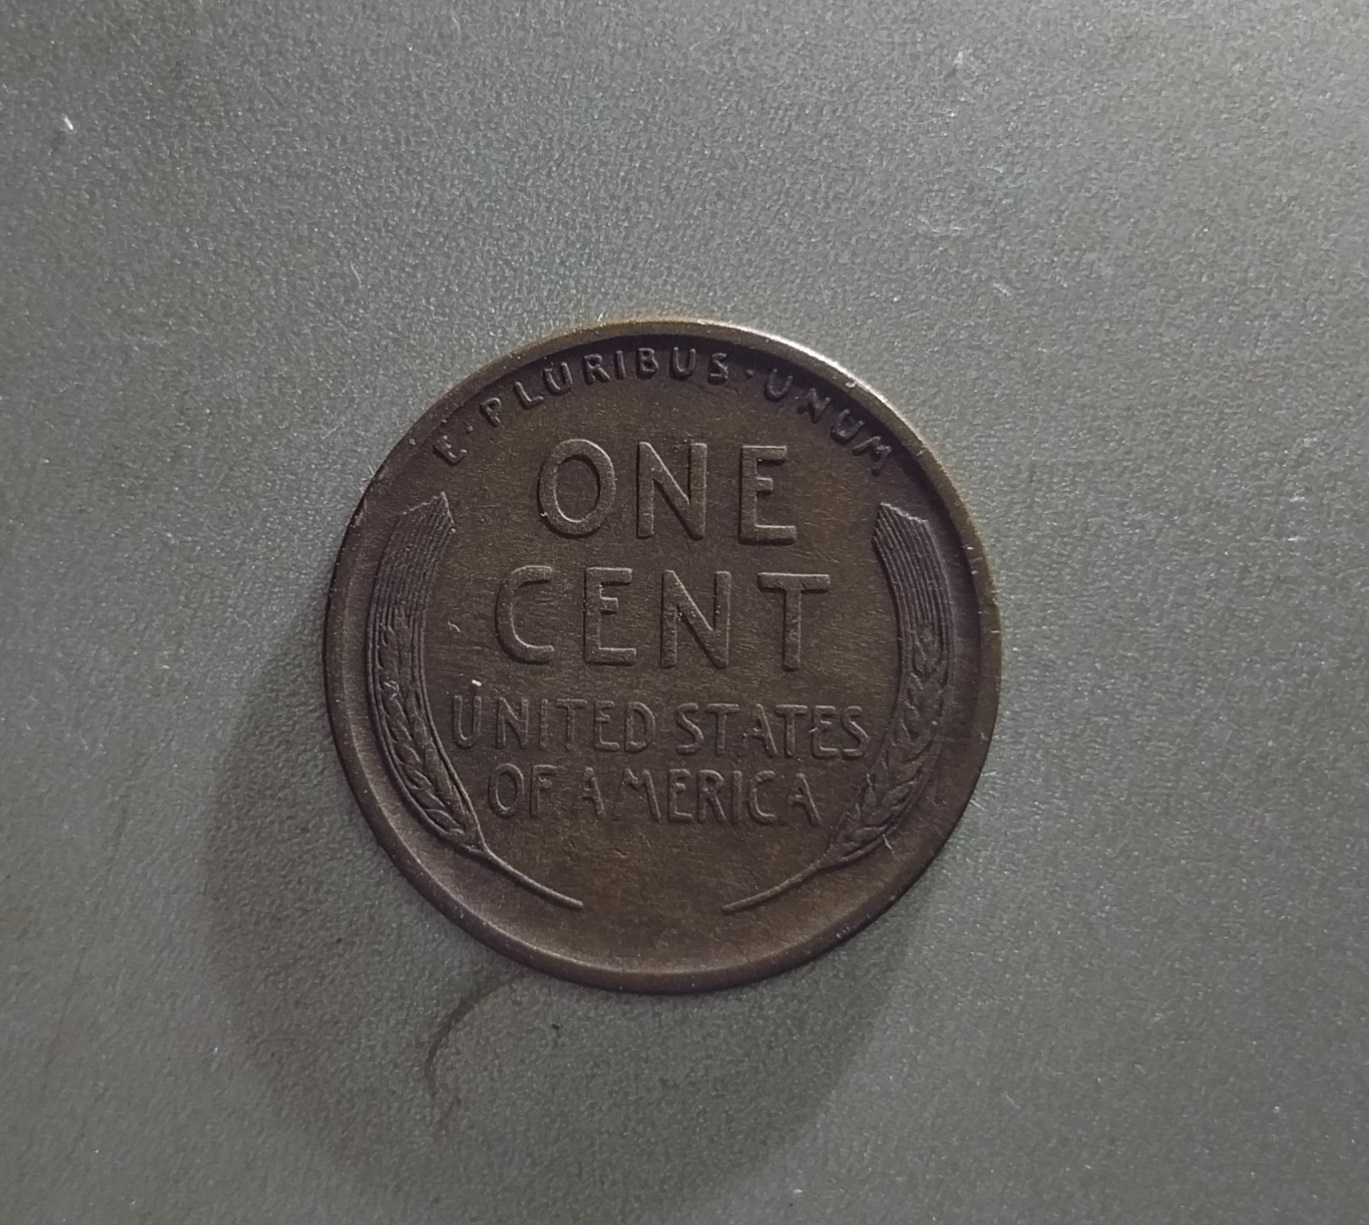 E·PLURIBUS·UNUM
ONE
CENT
UNITED STATES
OF AMERICA